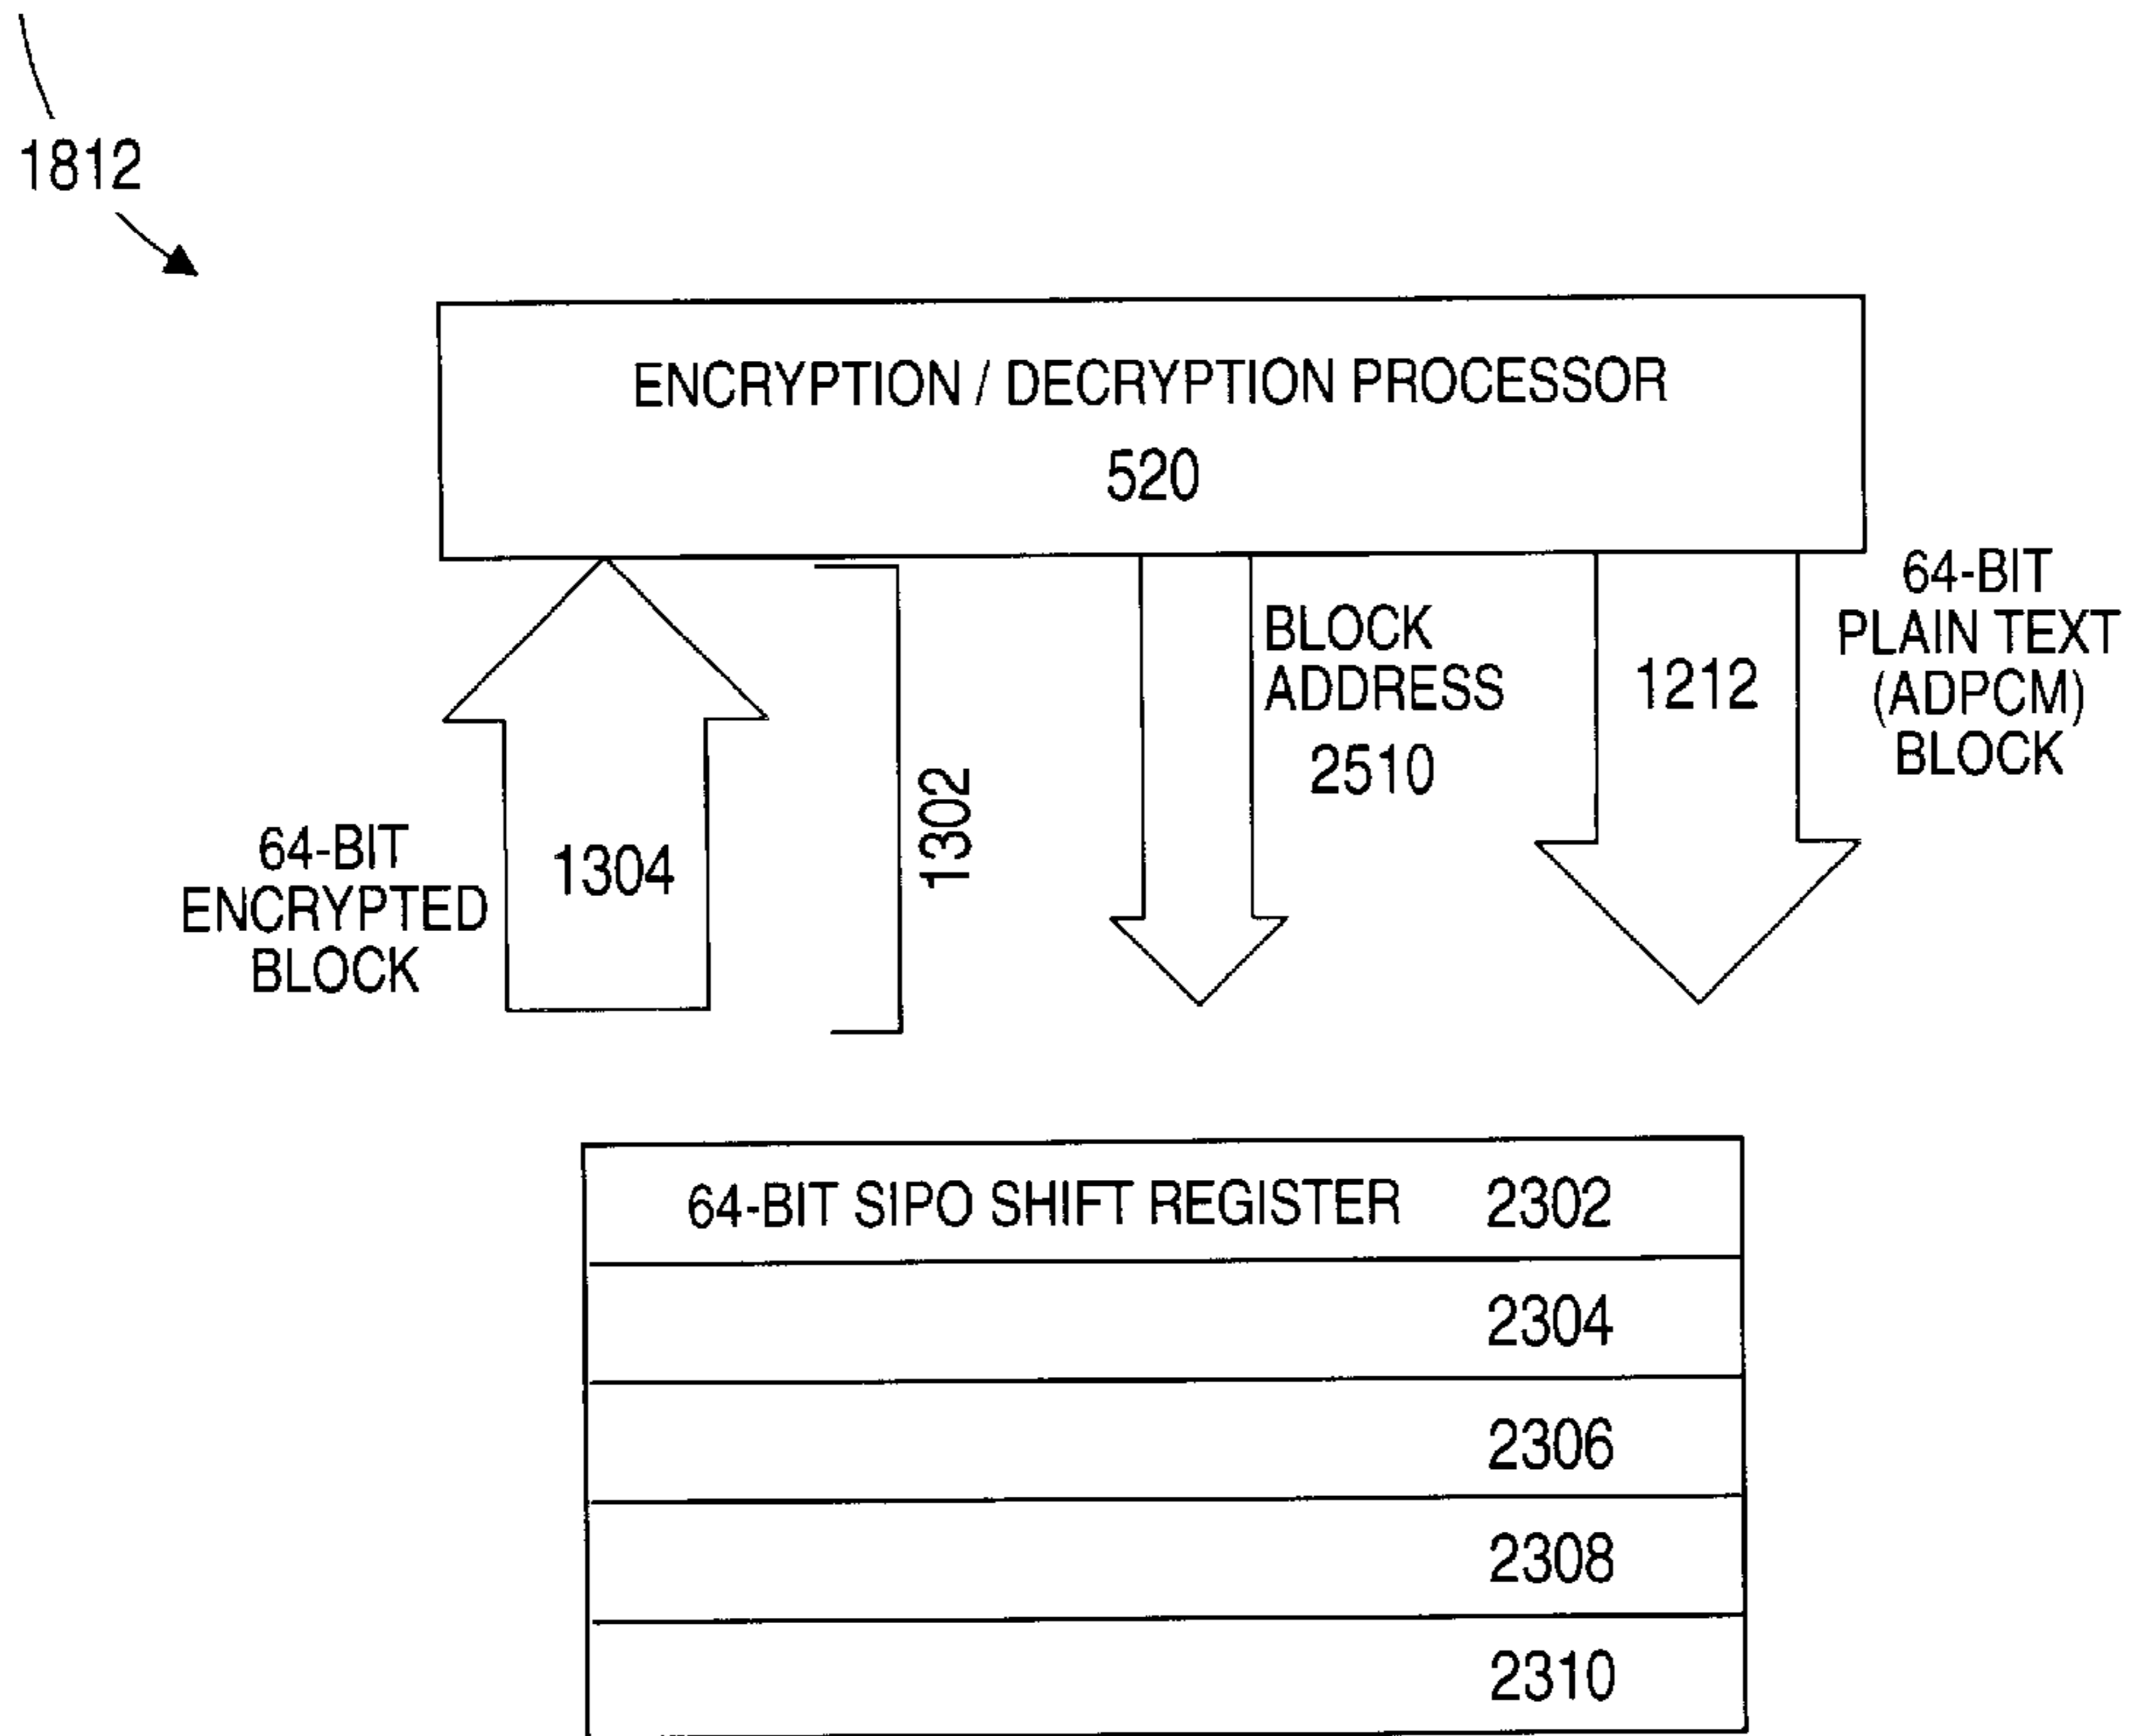 1812
ENCRYPTION / DECRYPTION PROCESSOR
520
64-BIT
ENCRYPTED
BLOCK
1304
1302
BLOCK
ADDRESS
2510
1212
64-BIT
PLAIN TEXT
(ADPCM)
BLOCK
64-BIT SIPO SHIFT REGISTER 2302
2304
2306
2308
2310